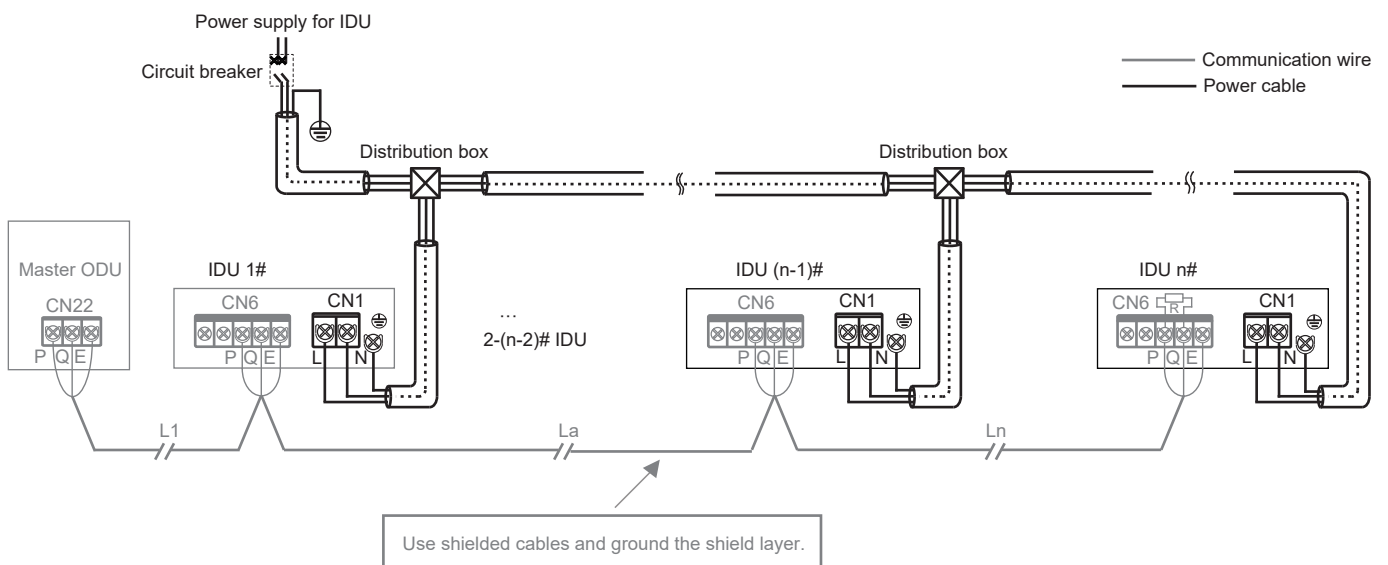 Power supply for IDU
Circuit breaker
Communication wire
Power cable
Distribution box
Distribution box
Master ODU
CN22
P Q E
IDU 1#
CN6
CN1
P Q E
L N
...
2-(n-2)# IDU
IDU (n-1)#
CN6
CN1
P Q E
L N
IDU n#
CN6
R
CN1
P Q E
L N
L1
La
Ln
Use shielded cables and ground the shield layer.